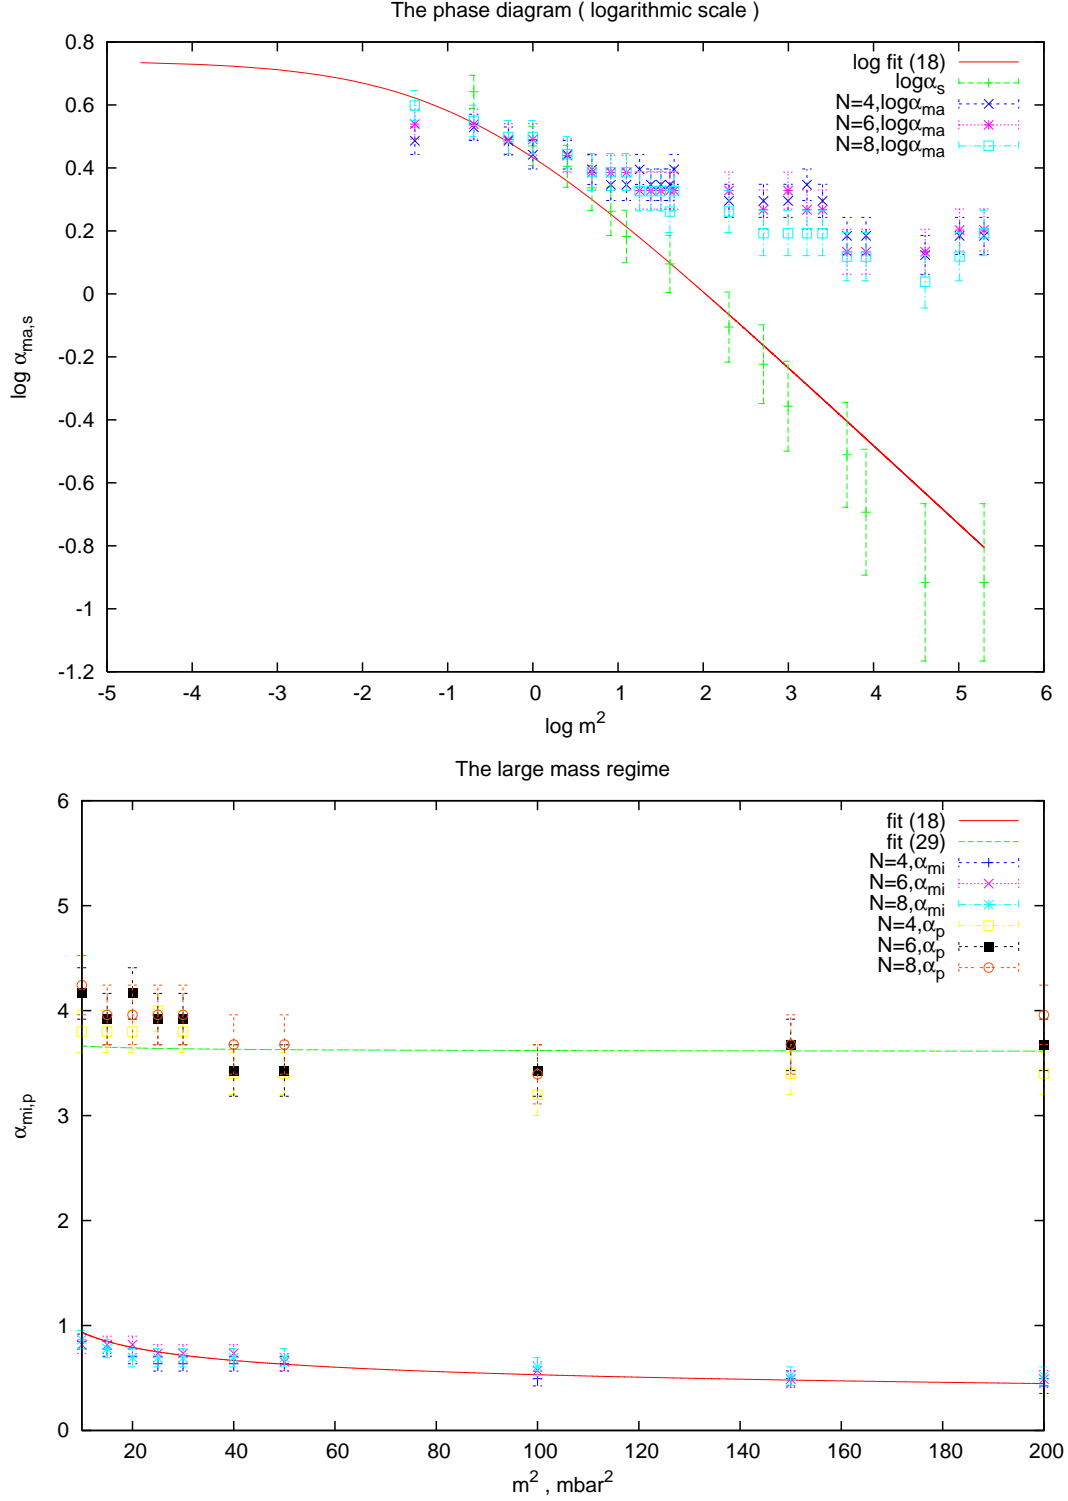 The phase diagram ( logarithmic scale )
0.8
0.6
0.4
0.2
0
-0.2
-0.4
-0.6
-0.8
-1
-1.2
-5 -4 -3 -2 -1 0 1 2 3 4 5 6
log α_ma,s
log m^2
log fit (18)
logα_s
N=4,logα_ma
N=6,logα_ma
N=8,logα_ma
The large mass regime
6
5
4
3
2
1
0
20 40 60 80 100 120 140 160 180 200
α_mi,p
m^2 , mbar^2
fit (18)
fit (29)
N=4,α_mi
N=6,α_mi
N=8,α_mi
N=4,α_p
N=6,α_p
N=8,α_p